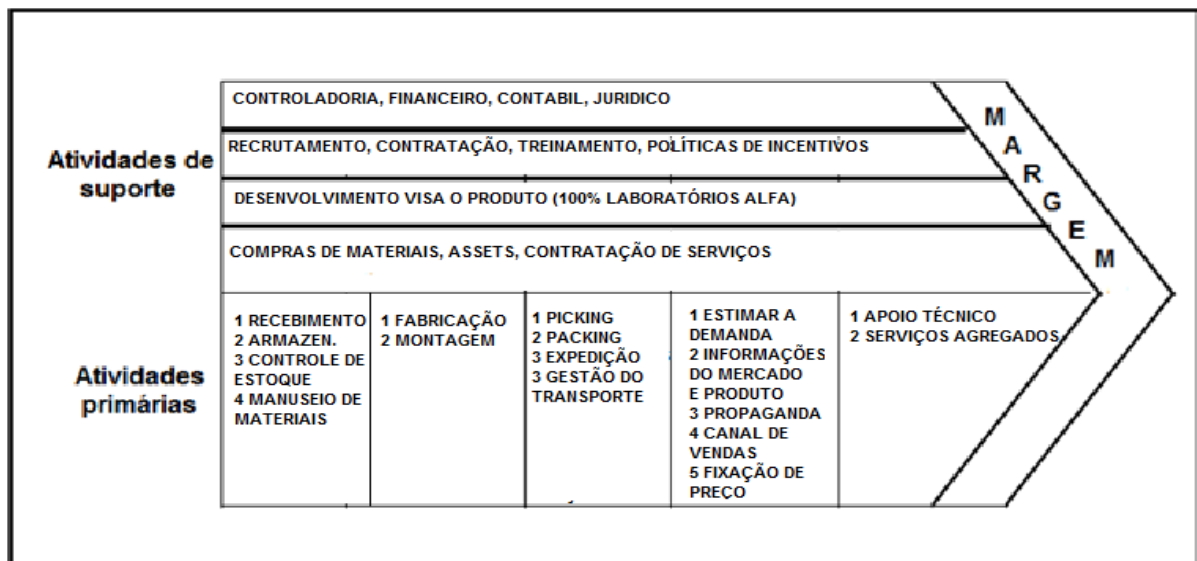 CONTROLADORIA, FINANCEIRO, CONTABIL, JURIDICO
RECRUTAMENTO, CONTRATAÇÃO, TREINAMENTO, POLÍTICAS DE INCENTIVOS
Atividades de
suporte
DESENVOLVIMENTO VISA O PRODUTO (100% LABORATÓRIOS ALFA)
COMPRAS DE MATERIAIS, ASSETS, CONTRATAÇÃO DE SERVIÇOS
MARGEM
Atividades
primárias
1 RECEBIMENTO
2 ARMAZEN.
3 CONTROLE DE
ESTOQUE
4 MANUSEIO DE
MATERIAIS
1 FABRICAÇÃO
2 MONTAGEM
1 PICKING
2 PACKING
3 EXPEDIÇÃO
3 GESTÃO DO
TRANSPORTE
1 ESTIMAR A
DEMANDA
2 INFORMAÇÕES
DO MERCADO
E PRODUTO
3 PROPAGANDA
4 CANAL DE
VENDAS
5 FIXAÇÃO DE
PREÇO
1 APOIO TÉCNICO
2 SERVIÇOS AGREGADOS